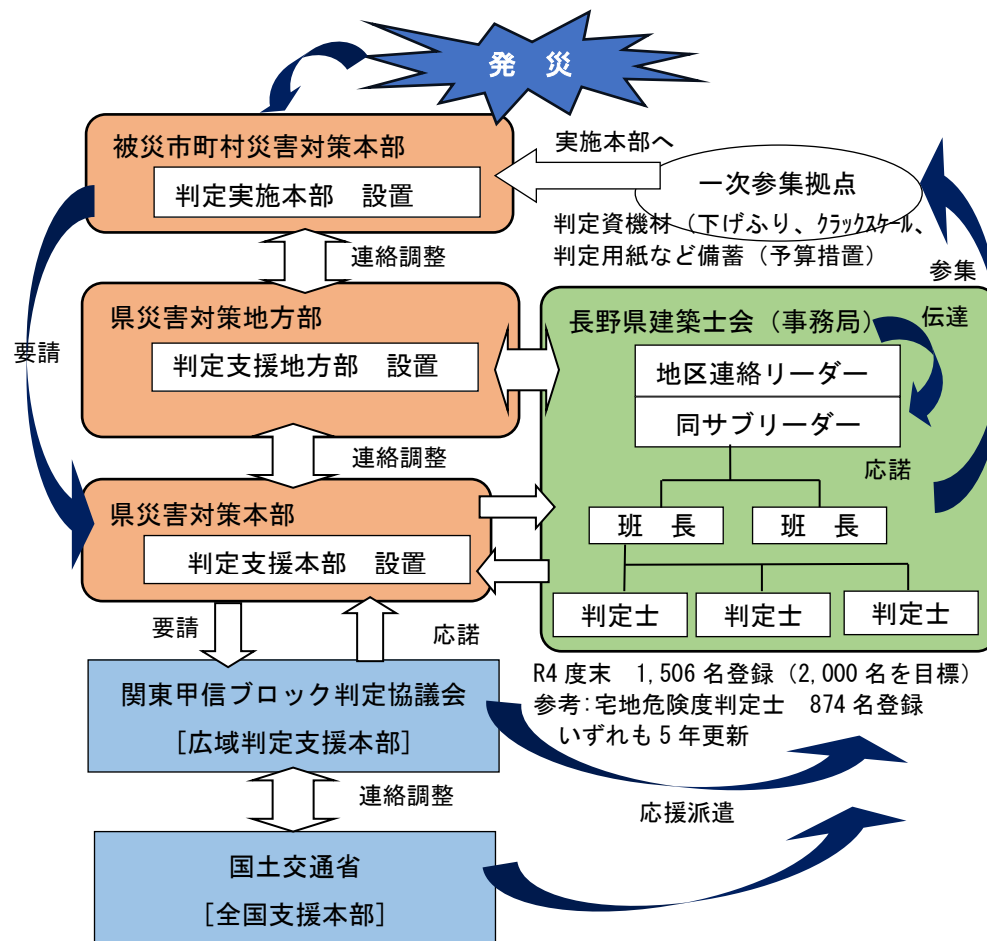 発　災
被災市町村災害対策本部
判定実施本部　設置
実施本部へ
一次参集拠点
判定資機材（下げふり、クラックスケール、
判定用紙など備蓄（予算措置）
参集
連絡調整
県災害対策地方部
判定支援地方部　設置
要請
長野県建築士会（事務局）
伝達
地区連絡リーダー
同サブリーダー
応諾
班　長
班　長
判定士
判定士
判定士
連絡調整
県災害対策本部
判定支援本部　設置
要請
応諾
関東甲信ブロック判定協議会
［広域判定支援本部］
R4 度末　1,506 名登録（2,000 名を目標）
参考：宅地危険度判定士　874 名登録
いずれも 5 年更新
連絡調整
応援派遣
国土交通省
［全国支援本部］